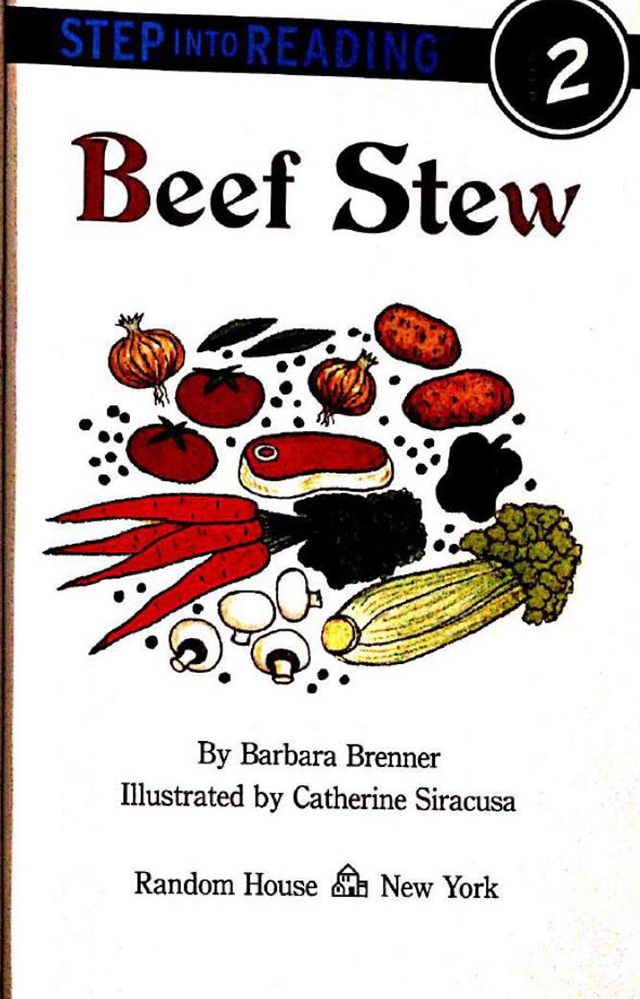 STEP INTO READING
2
Beef Stew
By Barbara Brenner
Illustrated by Catherine Siracusa
Random House New York